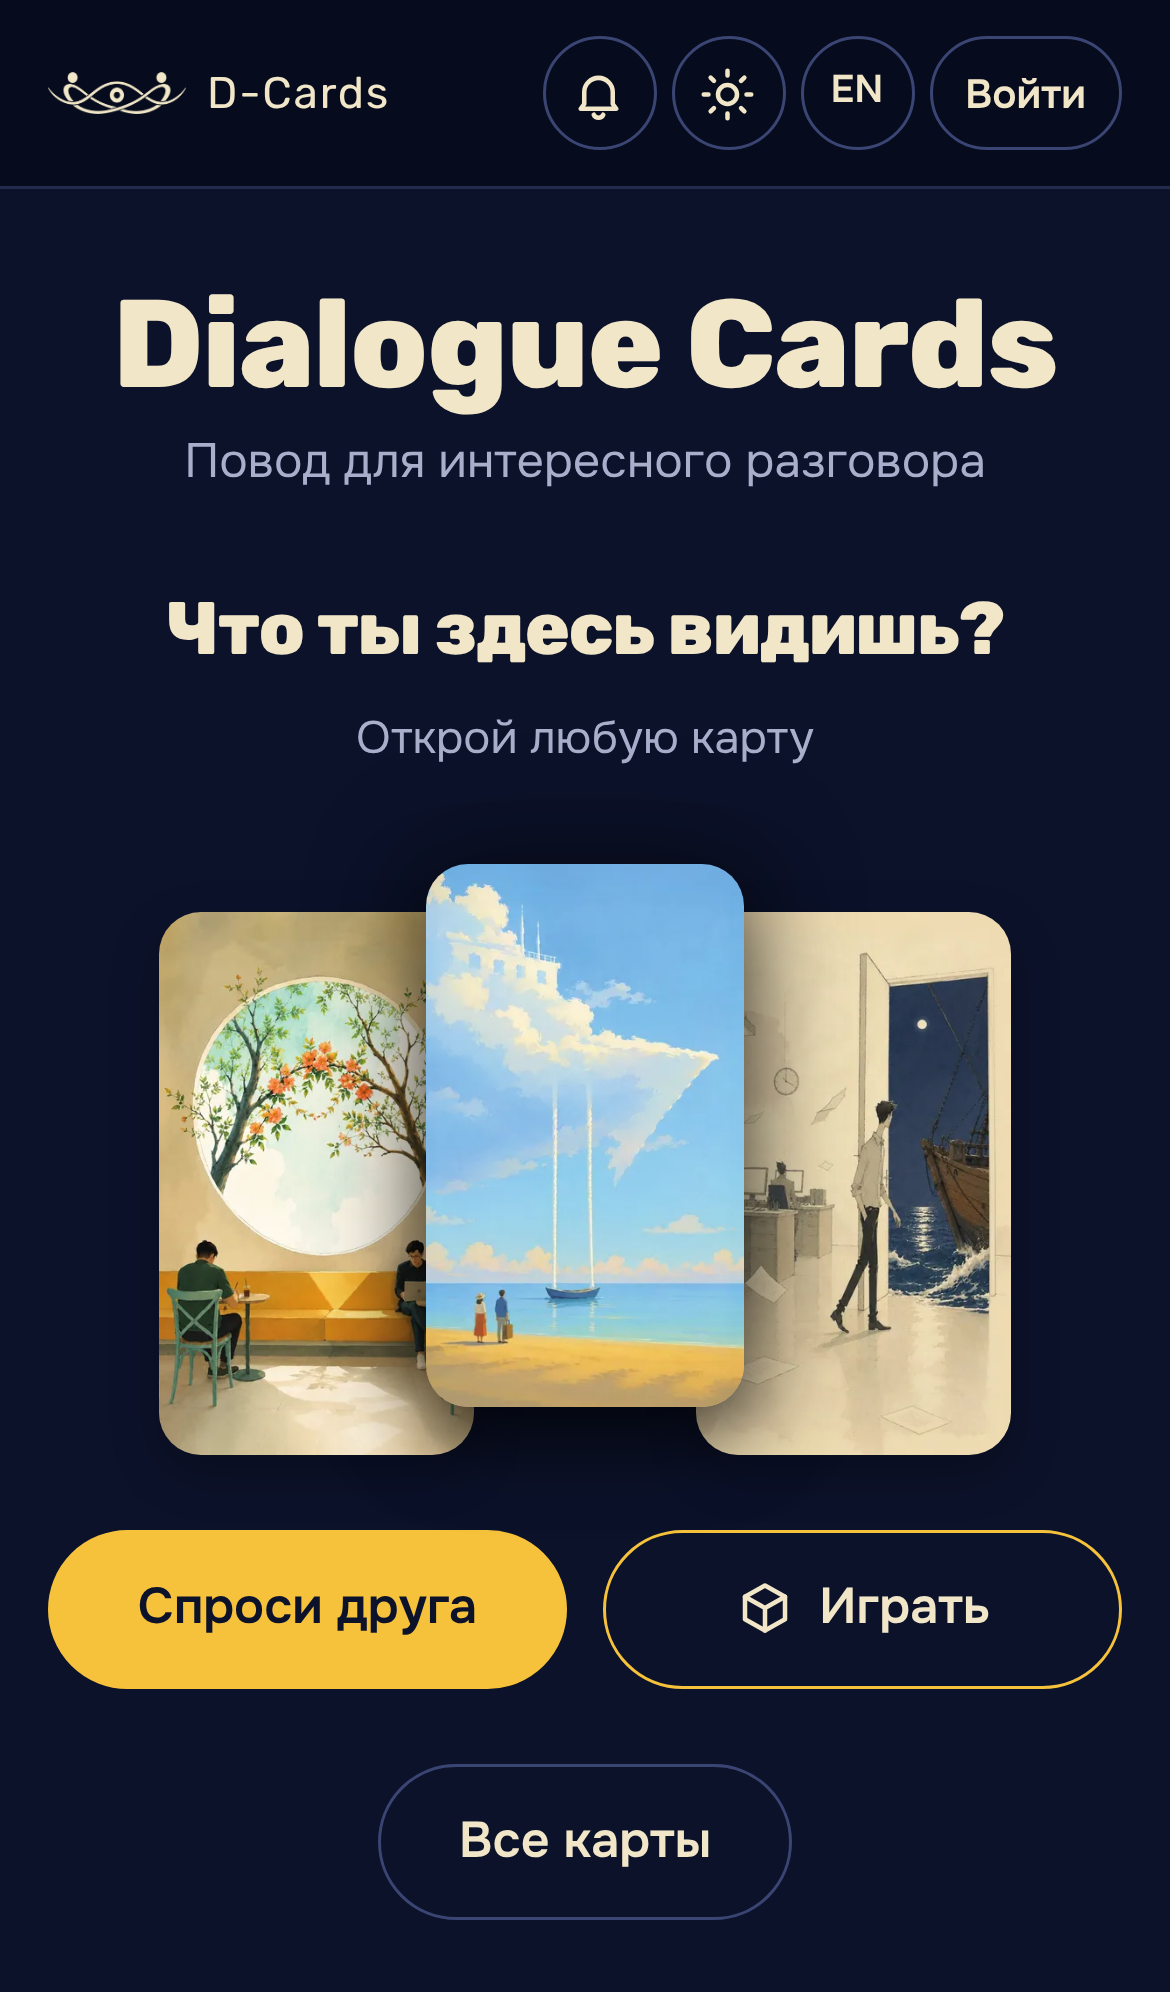 D-Cards
EN
Войти
Dialogue Cards
Повод для интересного разговора
Что ты здесь видишь?
Открой любую карту
Спроси друга
Играть
Все карты